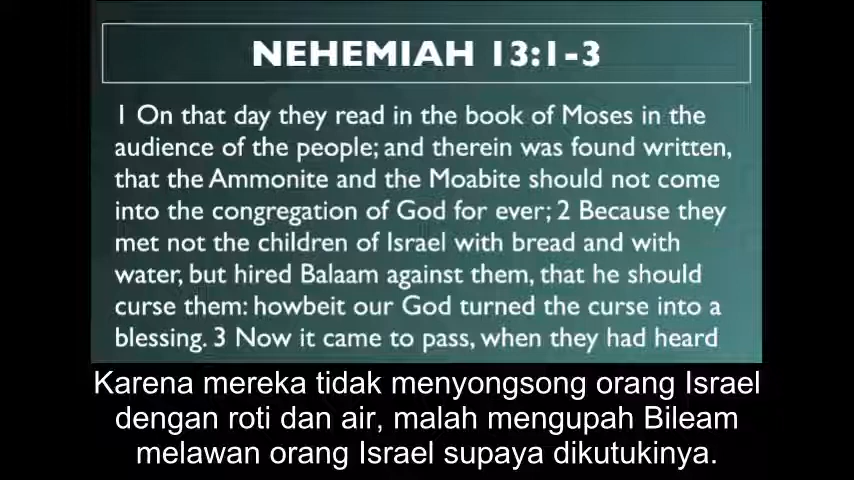 NEHEMIAH 13:1-3
1 On that day they read in the book of Moses in the
audience of the people; and therein was found written,
that the Ammonite and the Moabite should not come
into the congregation of God for ever; 2 Because they
met not the children of Israel with bread and with
water, but hired Balaam against them, that he should
curse them: howbeit our God turned the curse into a
blessing. 3 Now it came to pass, when they had heard
Karena mereka tidak menyongsong orang Israel
dengan roti dan air, malah mengupah Bileam
melawan orang Israel supaya dikutukinya.